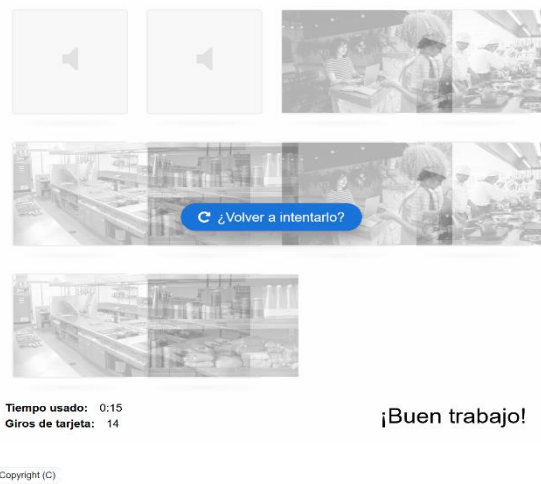 ¿Volver a intentarlo?
Tiempo usado: 0:15
Giros de tarjeta: 14
¡Buen trabajo!
Copyright (C)